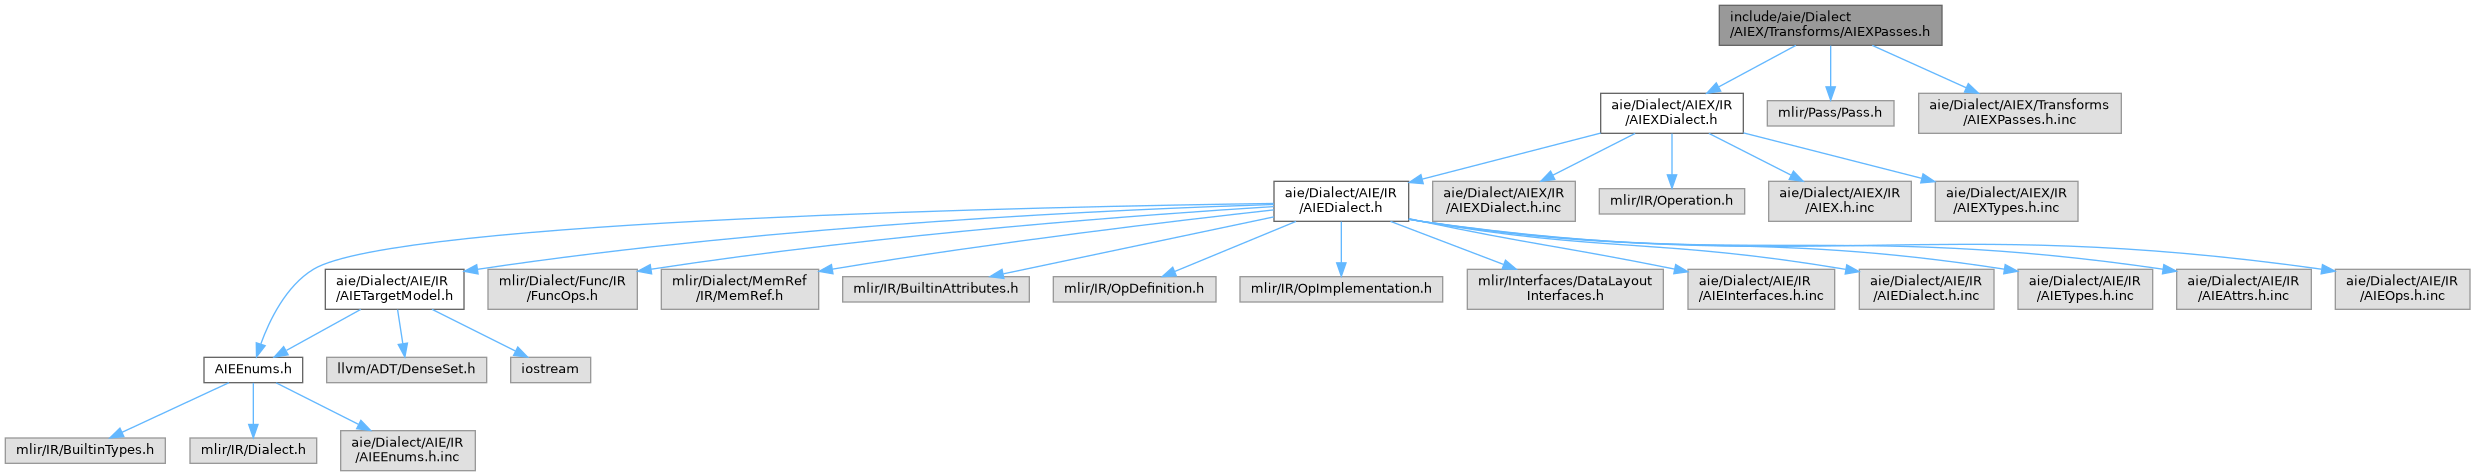 include/aie/Dialect
/AIEX/Transforms/AIEXPasses.h
aie/Dialect/AIEX/IR
/AIEXDialect.h
mlir/Pass/Pass.h
aie/Dialect/AIEX/Transforms
/AIEXPasses.h.inc
aie/Dialect/AIE/IR
/AIEDialect.h
aie/Dialect/AIEX/IR
/AIEXDialect.h.inc
mlir/IR/Operation.h
aie/Dialect/AIEX/IR
/AIEX.h.inc
aie/Dialect/AIEX/IR
/AIEXTypes.h.inc
aie/Dialect/AIE/IR
/AIETargetModel.h
mlir/Dialect/Func/IR
/FuncOps.h
mlir/Dialect/MemRef
/IR/MemRef.h
mlir/IR/BuiltinAttributes.h
mlir/IR/OpDefinition.h
mlir/IR/OpImplementation.h
mlir/Interfaces/DataLayout
Interfaces.h
aie/Dialect/AIE/IR
/AIEInterfaces.h.inc
aie/Dialect/AIE/IR
/AIEDialect.h.inc
aie/Dialect/AIE/IR
/AIETypes.h.inc
aie/Dialect/AIE/IR
/AIEAttrs.h.inc
aie/Dialect/AIE/IR
/AIEOps.h.inc
AIEEnums.h
llvm/ADT/DenseSet.h
iostream
mlir/IR/BuiltinTypes.h
mlir/IR/Dialect.h
aie/Dialect/AIE/IR
/AIEEnums.h.inc